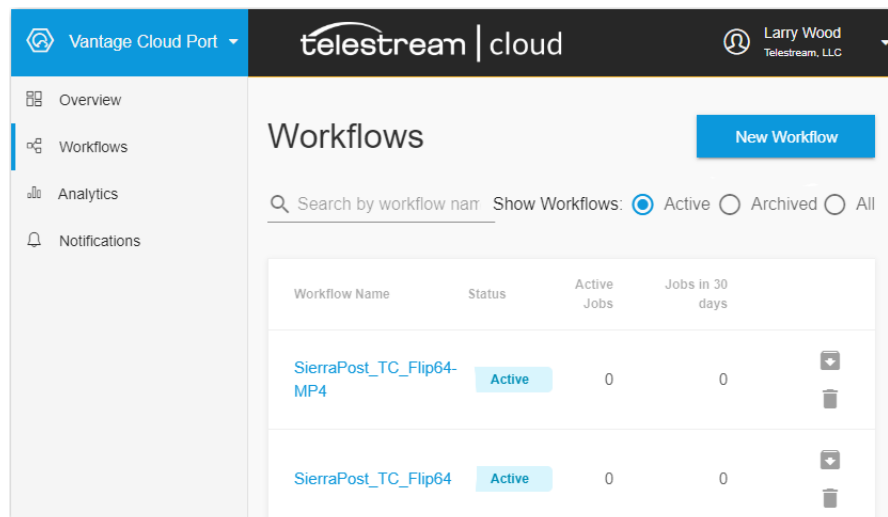 Vantage Cloud Port
telestream | cloud
Larry Wood
Telestream, LLC
Overview
Workflows
Analytics
Notifications
Workflows
New Workflow
Search by workflow nam
Show Workflows: Active Archived All
Workflow Name Status Active Jobs in 30
Jobs days
SierraPost_TC_Flip64-
MP4
Active 0 0
SierraPost_TC_Flip64 Active 0 0